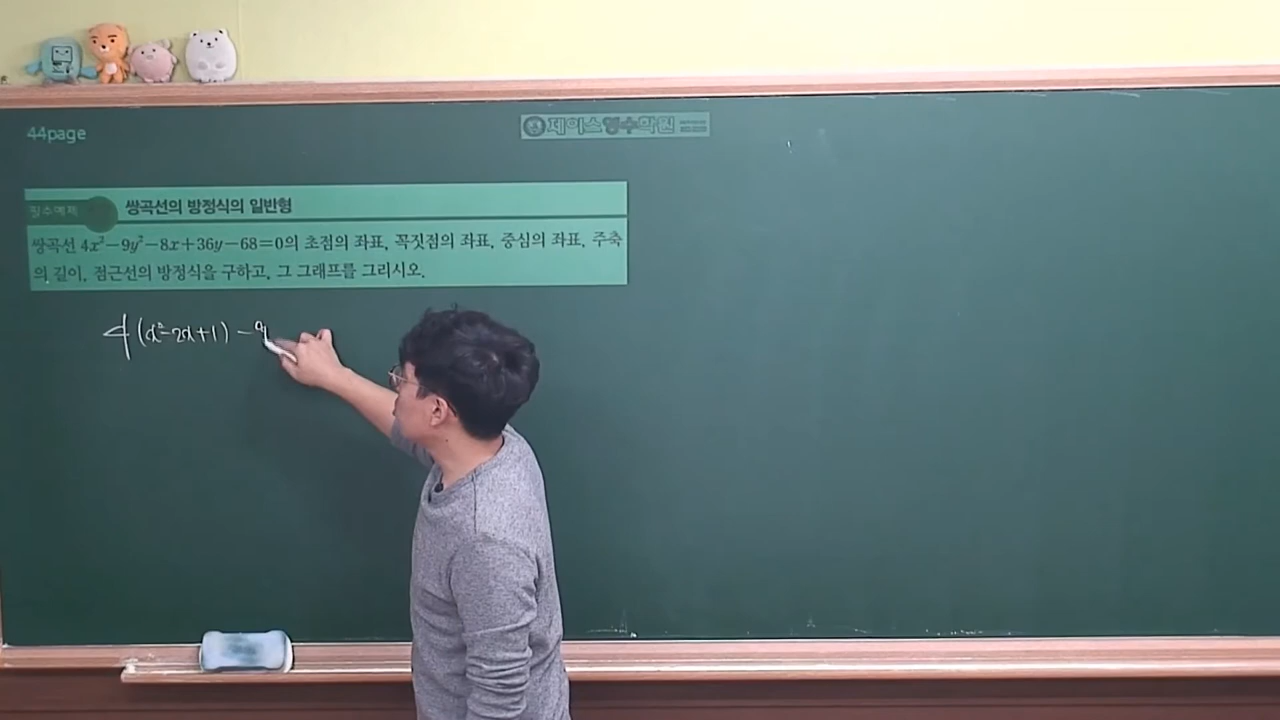 44page
제이스영수학원
필수예제 쌍곡선의 방정식의 일반형
쌍곡선 4x²−9y²−8x+36y−68=0의 초점의 좌표, 꼭짓점의 좌표, 중심의 좌표, 주축
의 길이, 점근선의 방정식을 구하고, 그 그래프를 그리시오.
4(x²-2x+1) - 9